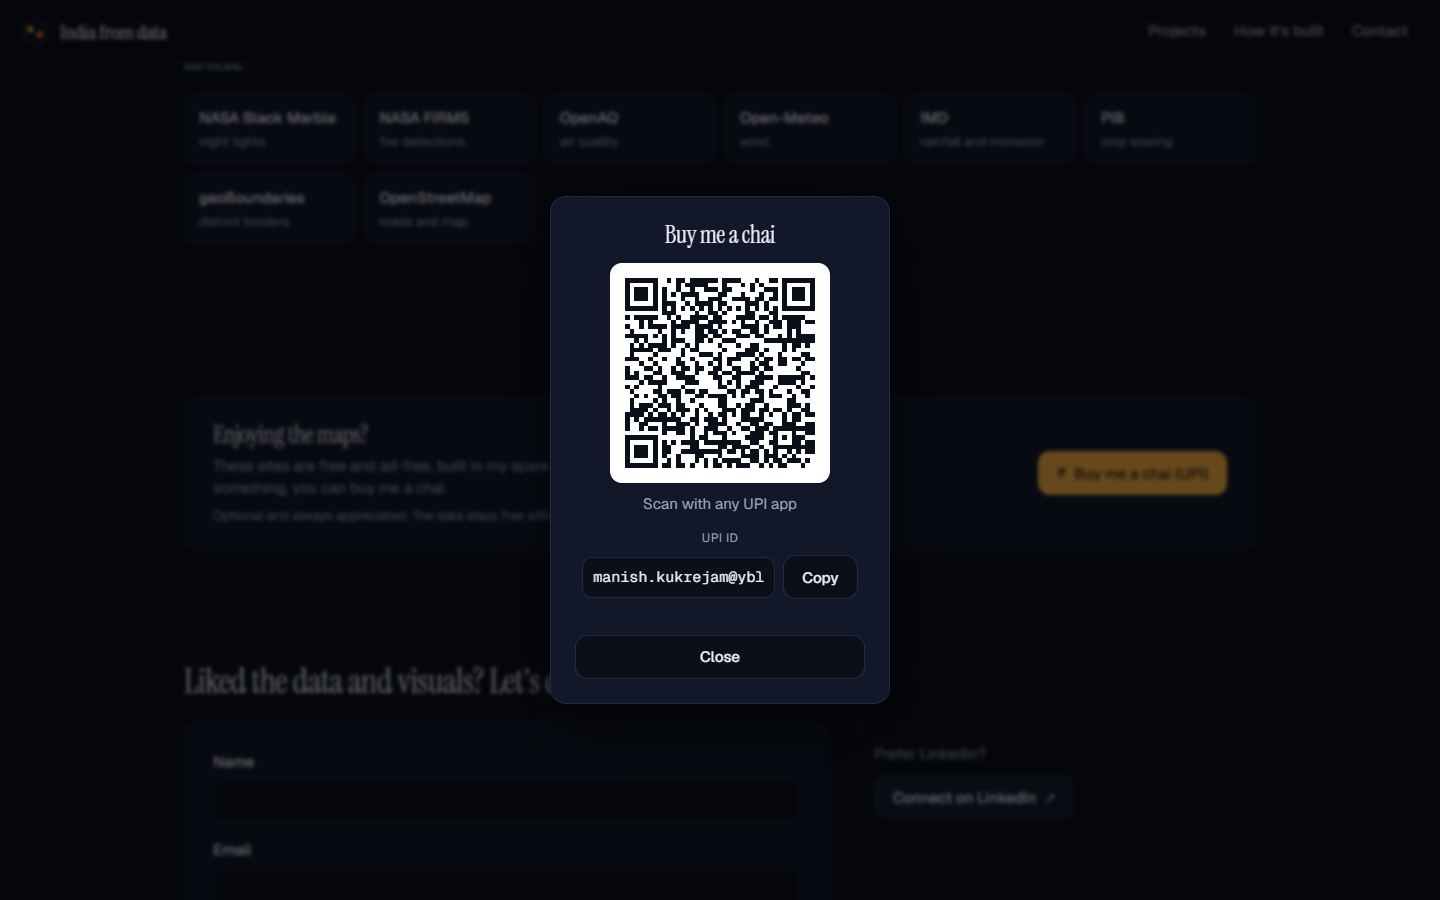 India from data
Projects
How it's built
Contact
services.
NASA Black Marble
night lights
NASA FIRMS
fire detections
OpenAQ
air quality
Open-Meteo
wind
IMD
rainfall and monsoon
PIB
crop sowing
geoBoundaries
district borders
OpenStreetMap
roads and map
Buy me a chai
Scan with any UPI app
UPI ID
manish.kukrejam@ybl
Copy
Close
Enjoying the maps?
These sites are free and ad-free, built in my spare
something, you can buy me a chai.
Optional and always appreciated. The data stays free
₹ Buy me a chai (UPI)
Liked the data and visuals? Let's
Name
Email
Prefer LinkedIn?
Connect on LinkedIn ↗